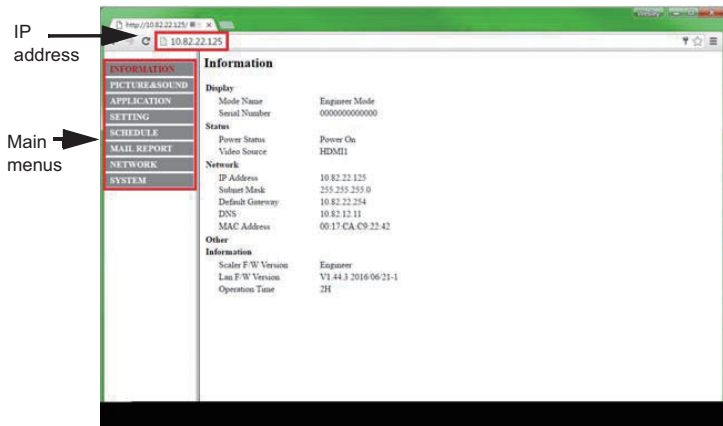 IP
address
Main
menus
http://10.82.22.125/
10.82.22.125
INFORMATION
PICTURE&SOUND
APPLICATION
SETTING
SCHEDULE
MAIL REPORT
NETWORK
SYSTEM
Information
Display
Mode Name Engineer Mode
Serial Number 0000000000000
Status
Power Status Power On
Video Source HDMI1
Network
IP Address 10.82.22.125
Subnet Mask 255.255.255.0
Default Gateway 10.82.22.254
DNS 10.82.12.11
MAC Address 00:17:CA:C9:22:42
Other
Information
Scaler F/W Version Engineer
Lan F/W Version V1.44.3 2016/06/21-1
Operation Time 2H